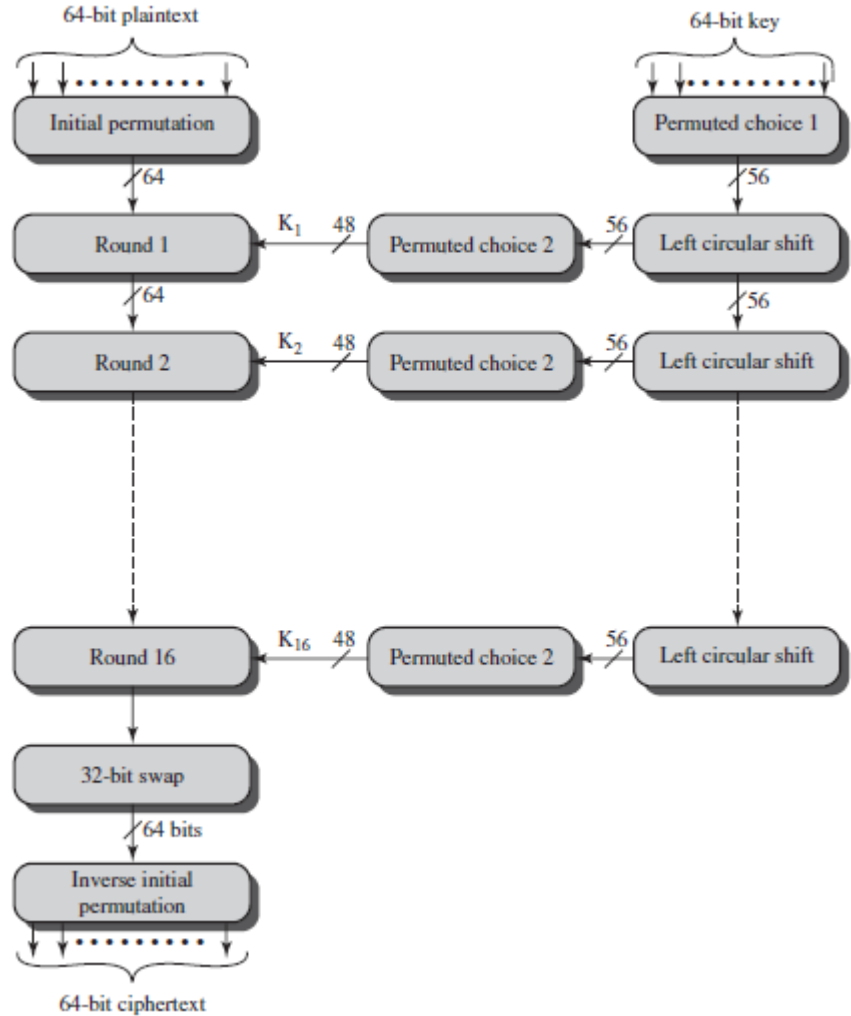 64-bit plaintext
64-bit key
Initial permutation
Permuted choice 1
64
56
Round 1
K1
48
Permuted choice 2
56
Left circular shift
64
56
Round 2
K2
48
Permuted choice 2
56
Left circular shift
Round 16
K16
48
Permuted choice 2
56
Left circular shift
32-bit swap
64 bits
Inverse initial
permutation
64-bit ciphertext